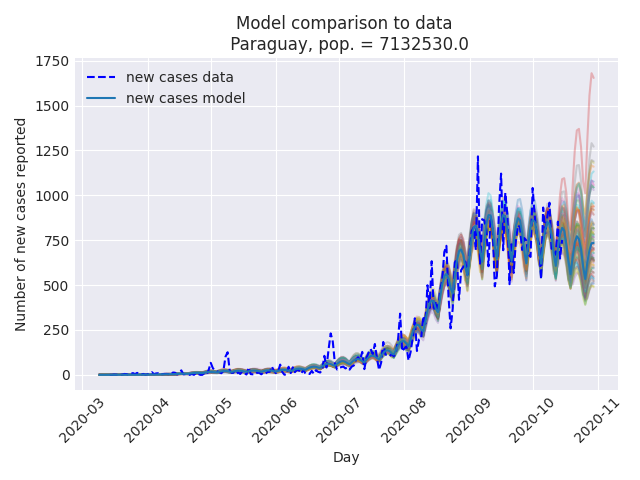 Model comparison to data
Paraguay, pop. = 7132530.0
1750
1500
1250
1000
750
500
250
0
Number of new cases reported
new cases data
new cases model
2020-03
2020-04
2020-05
2020-06
2020-07
2020-08
2020-09
2020-10
2020-11
Day